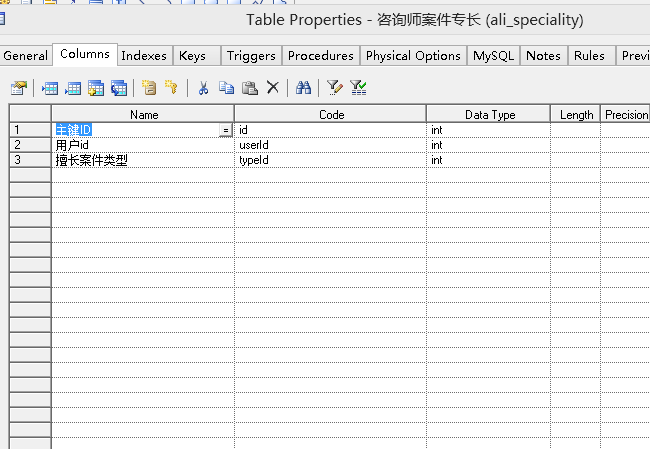 Table Properties - 咨询师案件专长 (ali_speciality)
General Columns Indexes Keys Triggers Procedures Physical Options MySQL Notes Rules Previ
Name Code Data Type Length Precision
1 主键ID = id int
2 用户id userId int
3 擅长案件类型 typeId int